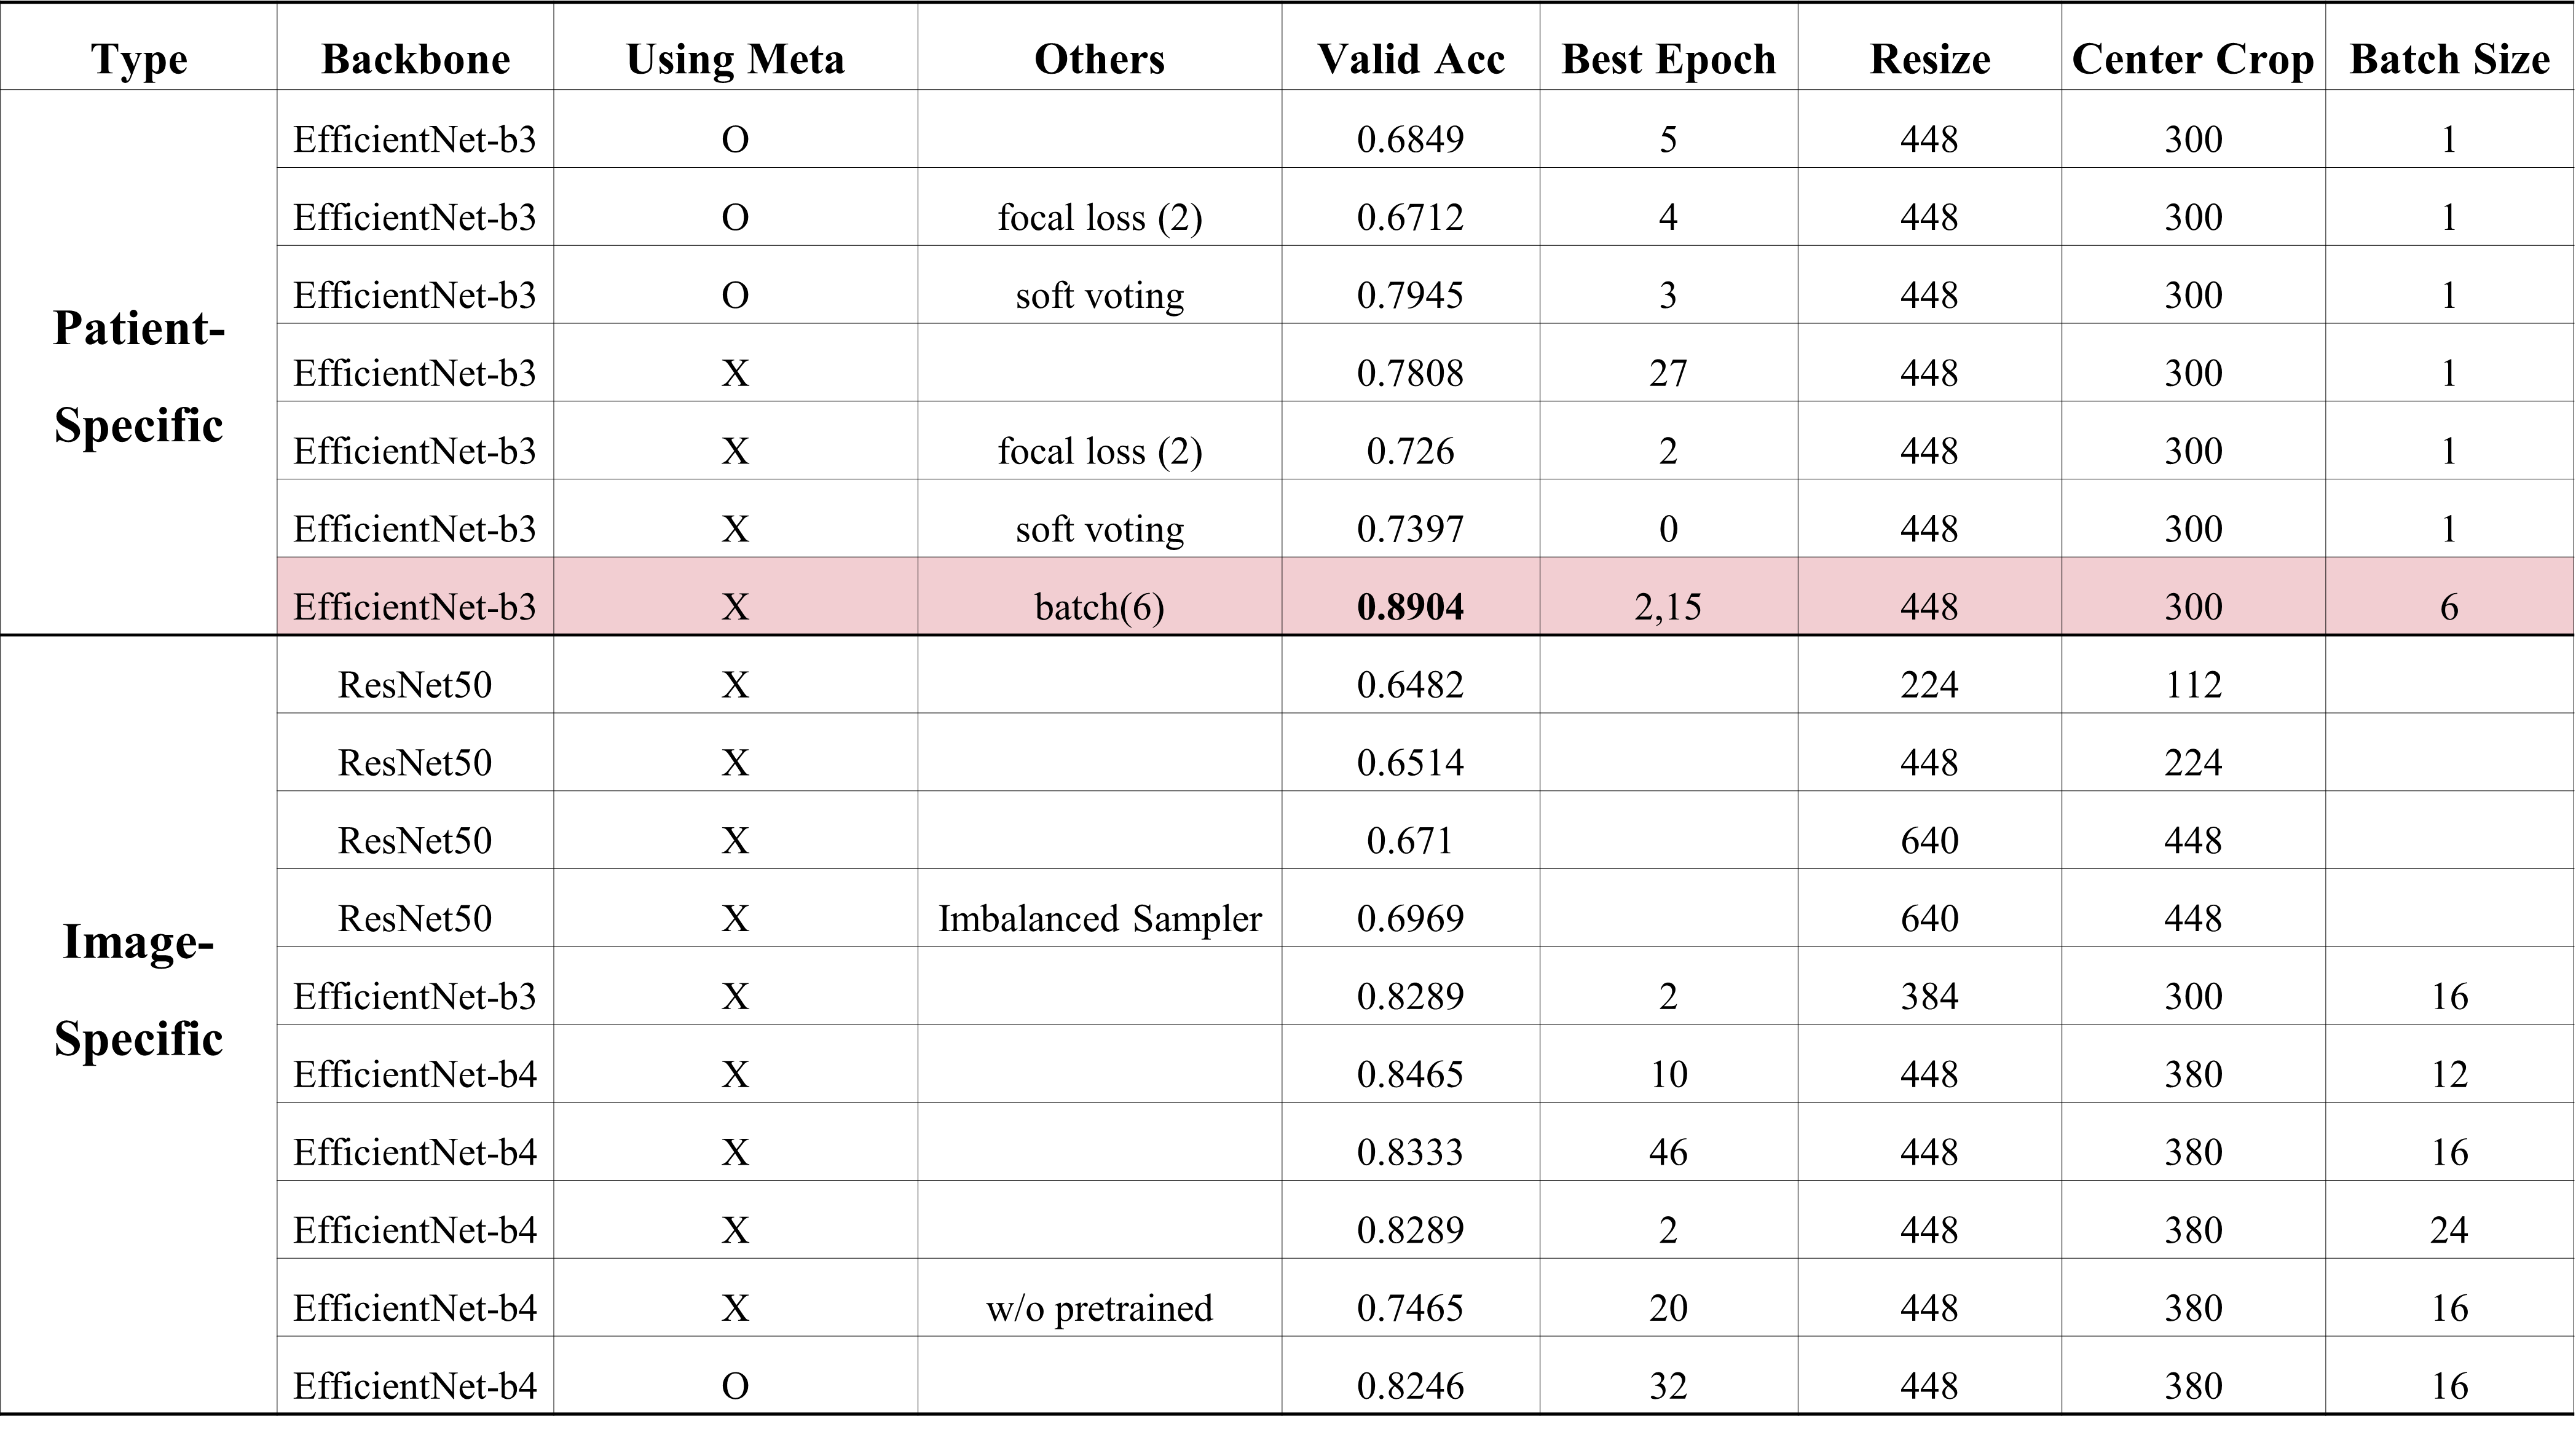 Type Backbone Using Meta Others Valid Acc Best Epoch Resize Center Crop Batch Size
Patient-
Specific
EfficientNet-b3 O 0.6849 5 448 300 1
EfficientNet-b3 O focal loss (2) 0.6712 4 448 300 1
EfficientNet-b3 O soft voting 0.7945 3 448 300 1
EfficientNet-b3 X 0.7808 27 448 300 1
EfficientNet-b3 X focal loss (2) 0.726 2 448 300 1
EfficientNet-b3 X soft voting 0.7397 0 448 300 1
EfficientNet-b3 X batch(6) 0.8904 2,15 448 300 6
Image-
Specific
ResNet50 X 0.6482 224 112
ResNet50 X 0.6514 448 224
ResNet50 X 0.671 640 448
ResNet50 X Imbalanced Sampler 0.6969 640 448
EfficientNet-b3 X 0.8289 2 384 300 16
EfficientNet-b4 X 0.8465 10 448 380 12
EfficientNet-b4 X 0.8333 46 448 380 16
EfficientNet-b4 X 0.8289 2 448 380 24
EfficientNet-b4 X w/o pretrained 0.7465 20 448 380 16
EfficientNet-b4 O 0.8246 32 448 380 16